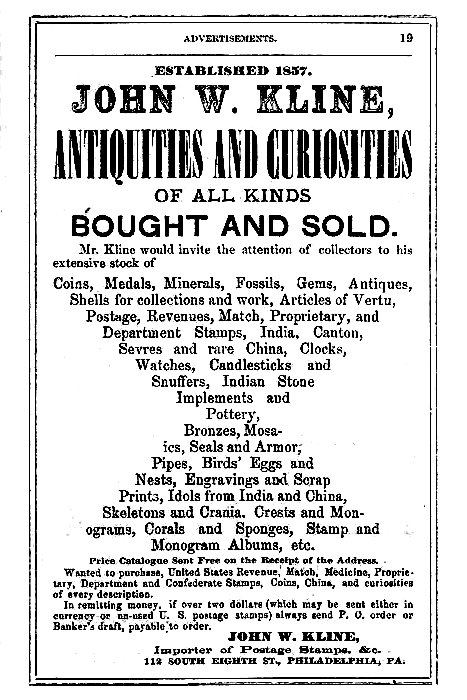 ADVERTISEMENTS. 19
ESTABLISHED 1857.
JOHN W. KLINE,
ANTIQUITIES AND CURIOSITIES
OF ALL KINDS
BOUGHT AND SOLD.
Mr. Kline would invite the attention of collectors to his
extensive stock of
Coins, Medals, Minerals, Fossils, Gems, Antiques,
Shells for collections and work, Articles of Vertu,
Postage, Revenues, Match, Proprietary, and
Department Stamps, India, Canton,
Sevres and rare China, Clocks,
Watches, Candlesticks and
Snuffers, Indian Stone
Implements and
Pottery,
Bronzes, Mosa-
ics, Seals and Armor,
Pipes, Birds' Eggs and
Nests, Engravings and Scrap
Prints, Idols from India and China,
Skeletons and Crania. Crests and Mon-
ograms, Corals and Sponges, Stamp and
Monogram Albums, etc.
Price Catalogue Sent Free on the Receipt of the Address.
Wanted to purchase, United States Revenue, Match, Medicine, Proprie-
tary, Department and Confederate Stamps, Coins, China, and curiosities
of every description.
In remitting money, if over two dollars (which may be sent either in
currency or un-used U. S. postage stamps) always send P. O. order or
Banker's draft, payable to order.
JOHN W. KLINE,
Importer of Postage Stamps, &c.
112 SOUTH EIGHTH ST., PHILADELPHIA, PA.